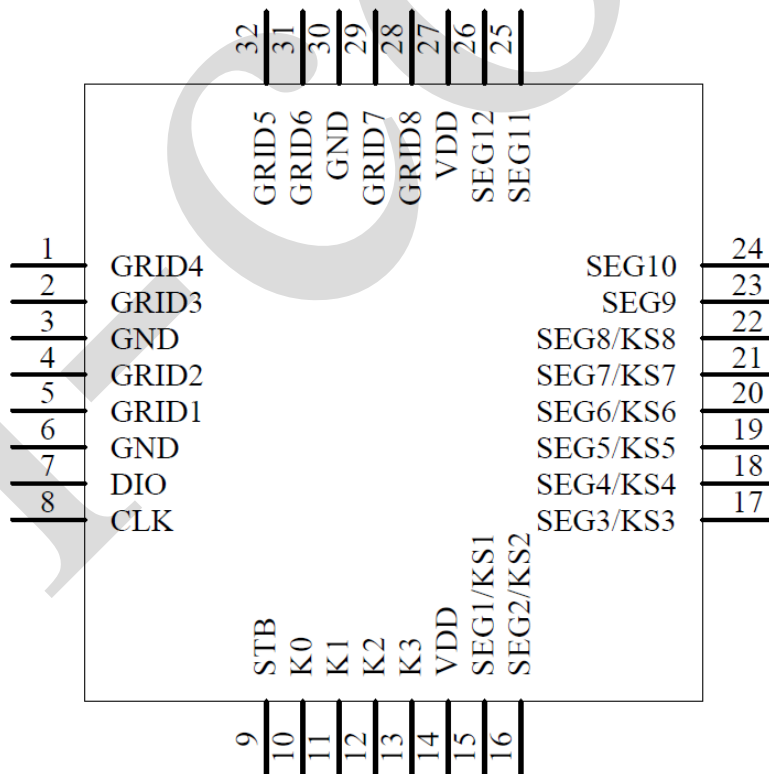 32 31 30 29 28 27 26 25
GRID5 GRID6 GND GRID7 GRID8 VDD SEG12 SEG11
1 GRID4
2 GRID3
3 GND
4 GRID2
5 GRID1
6 GND
7 DIO
8 CLK
SEG10 24
SEG9 23
SEG8/KS8 22
SEG7/KS7 21
SEG6/KS6 20
SEG5/KS5 19
SEG4/KS4 18
SEG3/KS3 17
STB K0 K1 K2 K3 VDD SEG1/KS1 SEG2/KS2
9 10 11 12 13 14 15 16